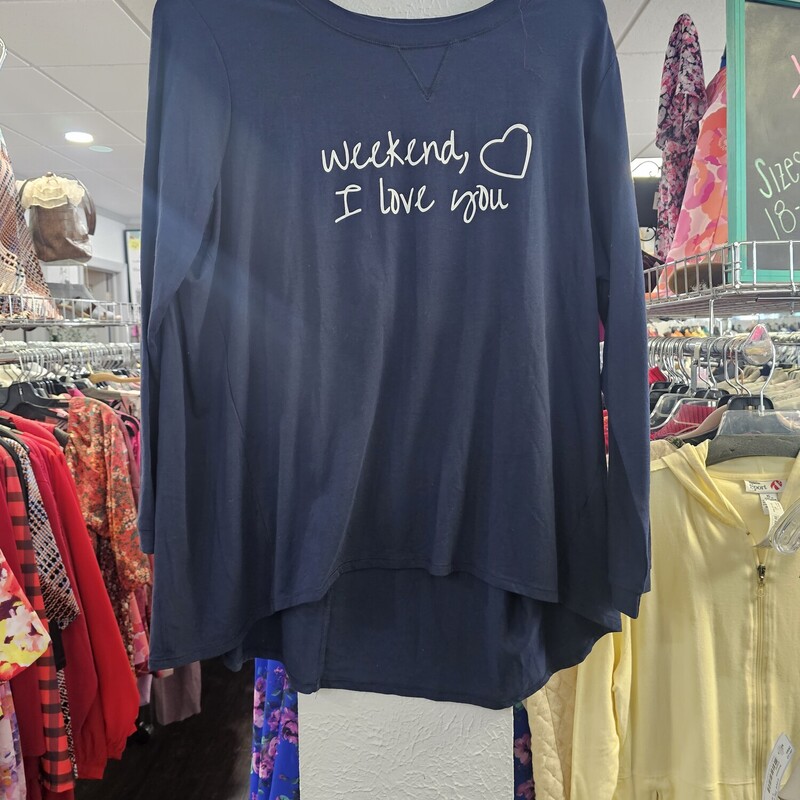 Weekend,
I love you
X
Sizes
18-
Sport